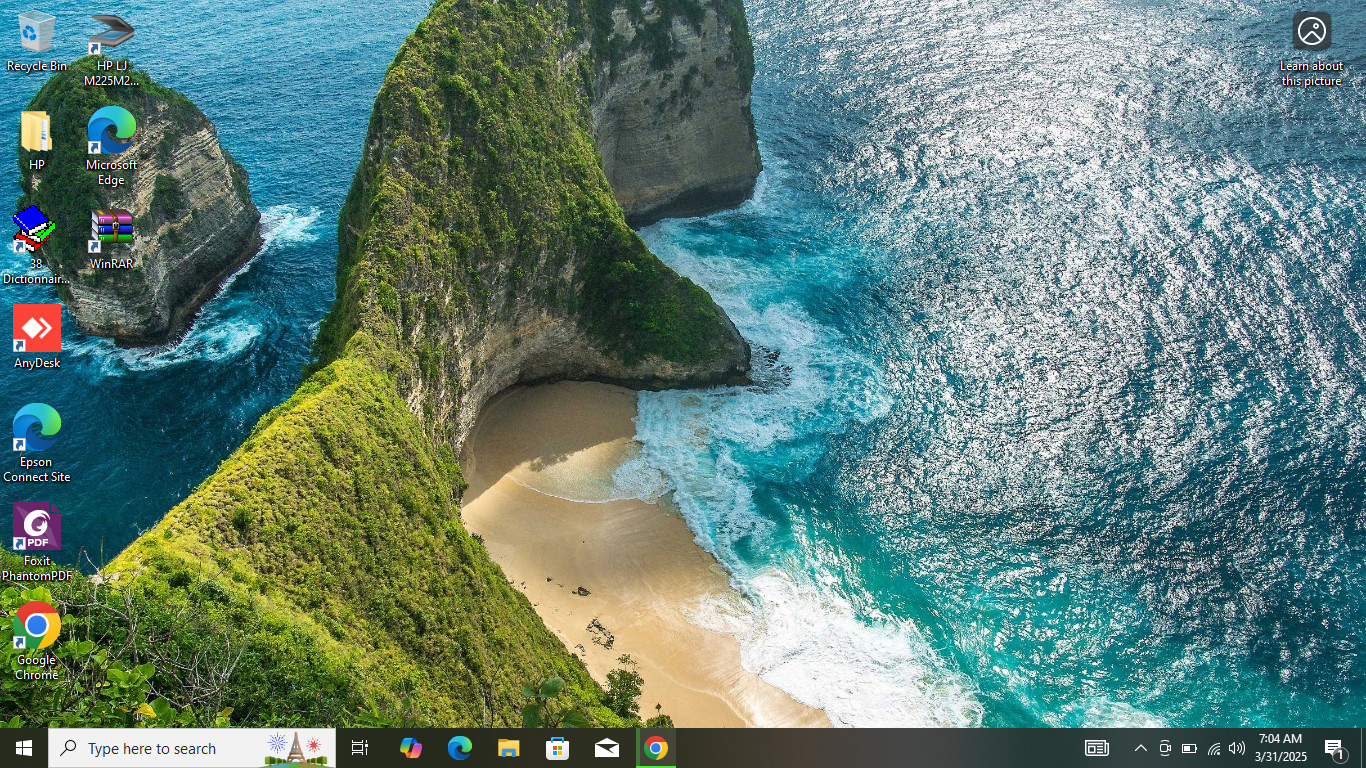 Recycle Bin
HP LJ
M225M2...
HP
Microsoft
Edge
38
Dictionnair...
WinRAR
AnyDesk
Epson
Connect Site
PDF
Foxit
PhantomPDF
Google
Chrome
Learn about
this picture
Type here to search
7:04 AM
3/31/2025
1